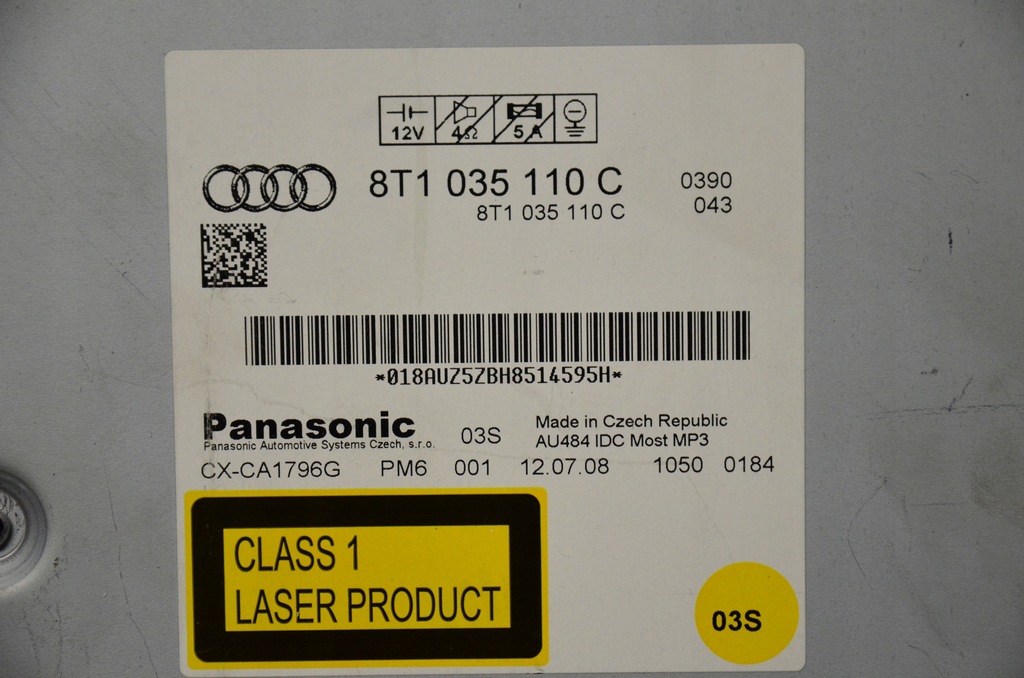 12V 4Ω 5A
8T1 035 110 C 0390
8T1 035 110 C 043
*018AUZ5ZBH8514595H*
Panasonic 03S Made in Czech Republic
Panasonic Automotive Systems Czech, s.r.o. AU484 IDC Most MP3
CX-CA1796G PM6 001 12.07.08 1050 0184
CLASS 1
LASER PRODUCT
03S